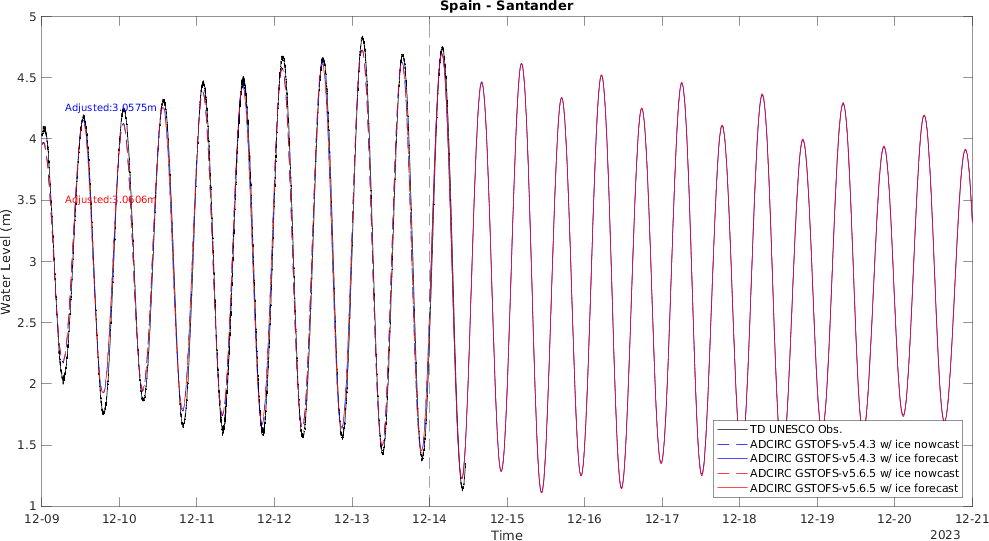 Spain - Santander
5
4.5
4
3.5
3
2.5
2
1.5
1
Water Level (m)
Adjusted:3.0575m
Adjusted:3.0606m
TD UNESCO Obs.
ADCIRC GSTOFS-v5.4.3 w/ ice nowcast
ADCIRC GSTOFS-v5.4.3 w/ ice forecast
ADCIRC GSTOFS-v5.6.5 w/ ice nowcast
ADCIRC GSTOFS-v5.6.5 w/ ice forecast
12-09 12-10 12-11 12-12 12-13 12-14 12-15 12-16 12-17 12-18 12-19 12-20 12-21
Time
2023